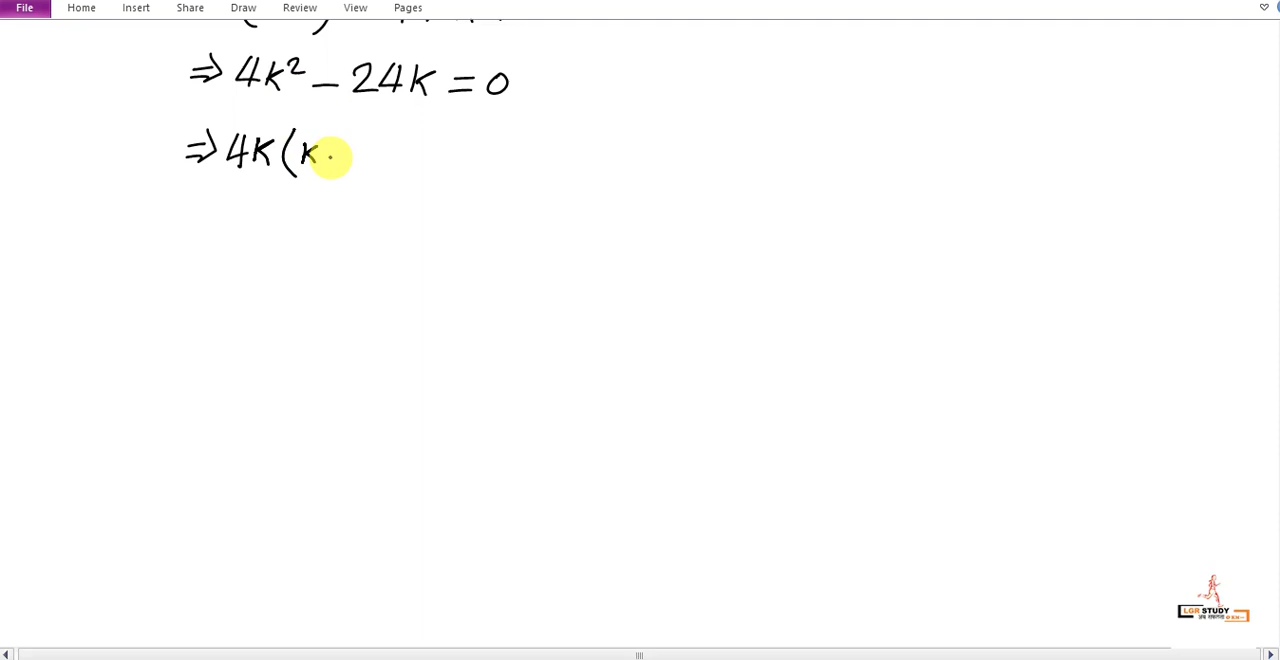 File Home Insert Share Draw Review View Pages
⇒ 4K² − 24K = 0
⇒ 4K(K
LGR STUDY